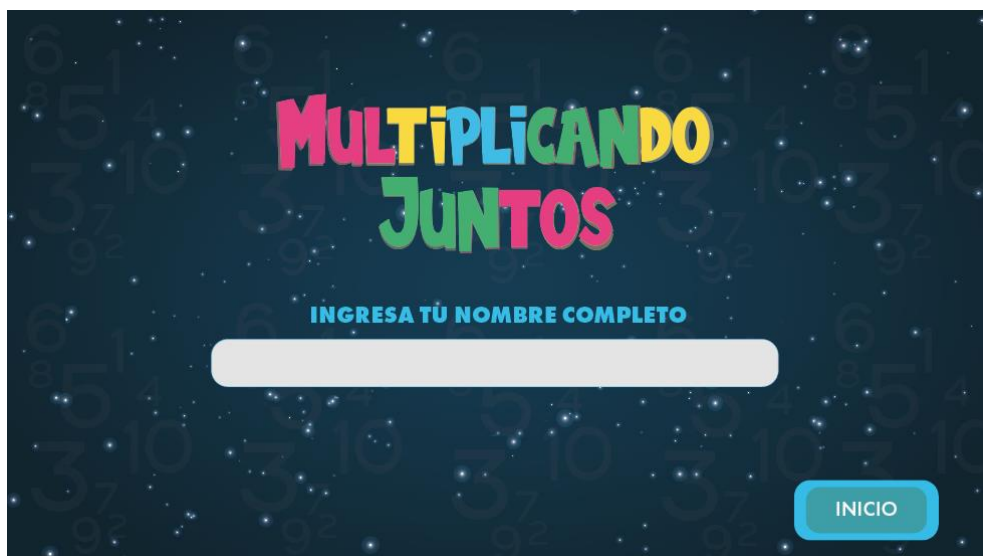 MULTiPLiCANDO
JUNTOS
INGRESA TU NOMBRE COMPLETO
INICIO